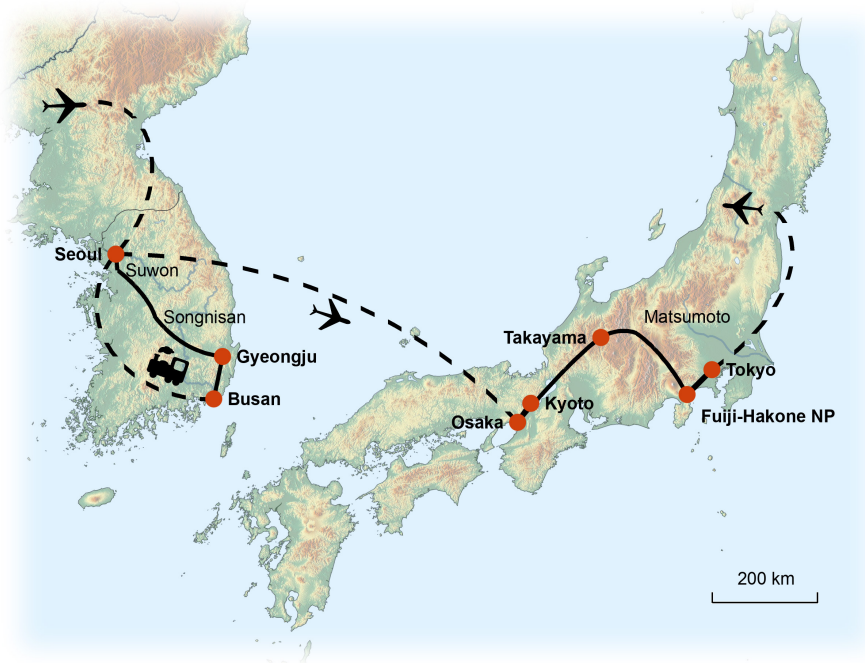 Seoul
Suwon
Songnisan
Gyeongju
Busan
Takayama
Matsumoto
Tokyo
Kyoto
Osaka
Fuiji-Hakone NP
200 km